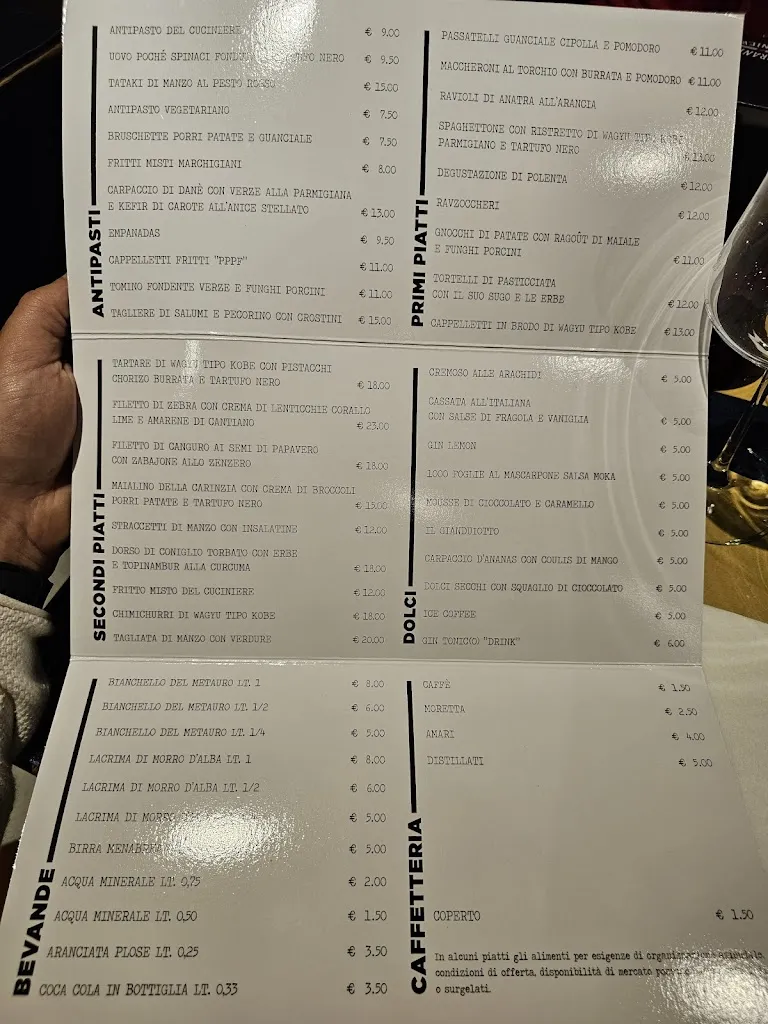 ANTIPASTI
ANTIPASTO DEL CUCINIERE € 9.00
UOVO POCHÈ SPINACI NERO € 9.50
TATAKI DI MANZO AL PESTO ROSSO € 15.00
ANTIPASTO VEGETARIANO € 7.50
BRUSCHETTE PORRI PATATE E GUANCIALE € 7.50
FRITTI MISTI MARCHIGIANI € 8.00
CARPACCIO DI DANÈ CON VERZE ALLA PARMIGIANA
E KEFIR DI CAROTE ALL'ANICE STELLATO € 13.00
EMPANADAS € 9.50
CAPPELLETTI FRITTI "PPPF" € 11.00
TOMINO FONDENTE VERZE E FUNGHI PORCINI € 11.00
TAGLIERE DI SALUMI E PECORINO CON CROSTINI € 15.00
PRIMI PIATTI
PASSATELLI GUANCIALE CIPOLLA E POMODORO € 11.00
MACCHERONI AL TORCHIO CON BURRATA E POMODORO € 11.00
RAVIOLI DI ANATRA ALL'ARANCIA € 12.00
SPAGHETTONE CON RISTRETTO DI WAGYU TIPO KOBE
PARMIGIANO E TARTUFO NERO € 13.00
DEGUSTAZIONE DI POLENTA € 12.00
RAVZOCCHERI € 12.00
GNOCCHI DI PATATE CON RAGOÛT DI MAIALE
E FUNGHI PORCINI € 11.00
TORTELLI DI PASTICCIATA
CON IL SUO SUGO E LE ERBE € 12.00
CAPPELLETTI IN BRODO DI WAGYU TIPO KOBE € 13.00
SECONDI PIATTI
TARTARE DI WAGYU TIPO KOBE CON PISTACCHI
CHORIZO BURRATA E TARTUFO NERO € 18.00
FILETTO DI ZEBRA CON CREMA DI LENTICCHIE CORALLO
LIME E AMARENE DI CANTIANO € 23.00
FILETTO DI CANGURO AI SEMI DI PAPAVERO
CON ZABAJONE ALLO ZENZERO € 18.00
MAIALINO DELLA CARINZIA CON CREMA DI BROCCOLI
PORRI PATATE E TARTUFO NERO € 15.00
STRACCETTI DI MANZO CON INSALATINE € 12.00
DORSO DI CONIGLIO TORBATO CON ERBE
E TOPINAMBUR ALLA CURCUMA € 18.00
FRITTO MISTO DEL CUCINIERE € 12.00
CHIMICHURRI DI WAGYU TIPO KOBE € 18.00
TAGLIATA DI MANZO CON VERDURE € 20.00
DOLCI
CREMOSO ALLE ARACHIDI € 5.00
CASSATA ALL'ITALIANA
CON SALSE DI FRAGOLA E VANIGLIA € 5.00
GIN LEMON € 5.00
1000 FOGLIE AL MASCARPONE SALSA MOKA € 5.00
MOUSSE DI CIOCCOLATO E CARAMELLO € 5.00
IL GIANDUIOTTO € 5.00
CARPACCIO D'ANANAS CON COULIS DI MANGO € 5.00
DOLCI SECCHI CON SQUAGLIO DI CIOCCOLATO € 5.00
ICE COFFEE € 5.00
GIN TONIC(O) "DRINK" € 6.00
BEVANDE
BIANCHELLO DEL METAURO LT. 1 € 8.00
BIANCHELLO DEL METAURO LT. 1/2 € 6.00
BIANCHELLO DEL METAURO LT. 1/4 € 5.00
LACRIMA DI MORRO D'ALBA LT. 1 € 8.00
LACRIMA DI MORRO D'ALBA LT. 1/2 € 6.00
LACRIMA DI MORRO € 5.00
BIRRA MENABREA € 5.00
ACQUA MINERALE LT. 0,75 € 2.00
ACQUA MINERALE LT. 0,50 € 1.50
ARANCIATA PLOSE LT. 0,25 € 3.50
COCA COLA IN BOTTIGLIA LT. 0,33 € 3.50
CAFFETTERIA
CAFFÈ € 1.50
MORETTA € 2.50
AMARI € 4.00
DISTILLATI € 5.00
COPERTO € 1.50
In alcuni piatti gli alimenti per esigenze di
condizioni di offerta, disponibilità di mercato
o surgelati.